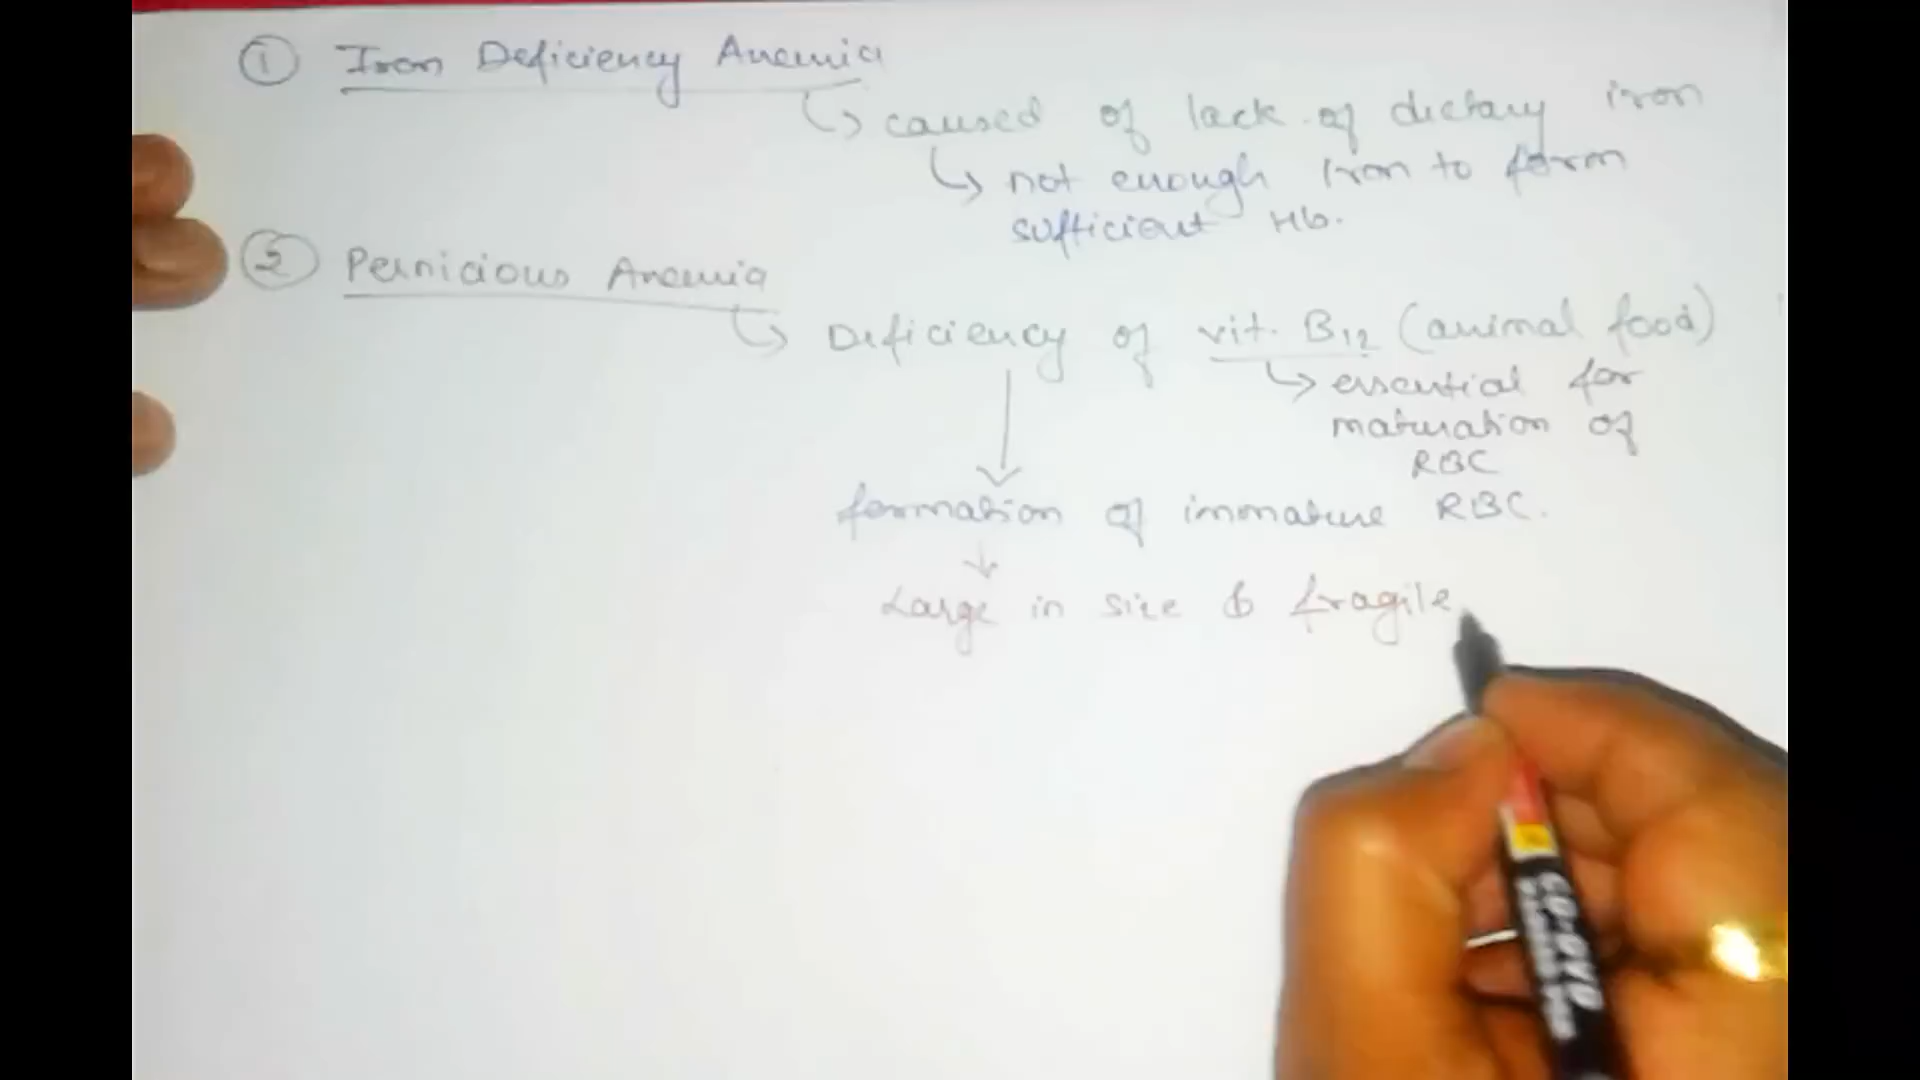 ① Iron Deficiency Anemia
↳ caused of lack of dietary iron
↳ not enough Iron to form
sufficient Hb.
② Pernicious Anemia
↳ Deficiency of vit. B12 (animal food)
↳ essential for
maturation of
RBC
formation of immature RBC.
Large in size & fragile